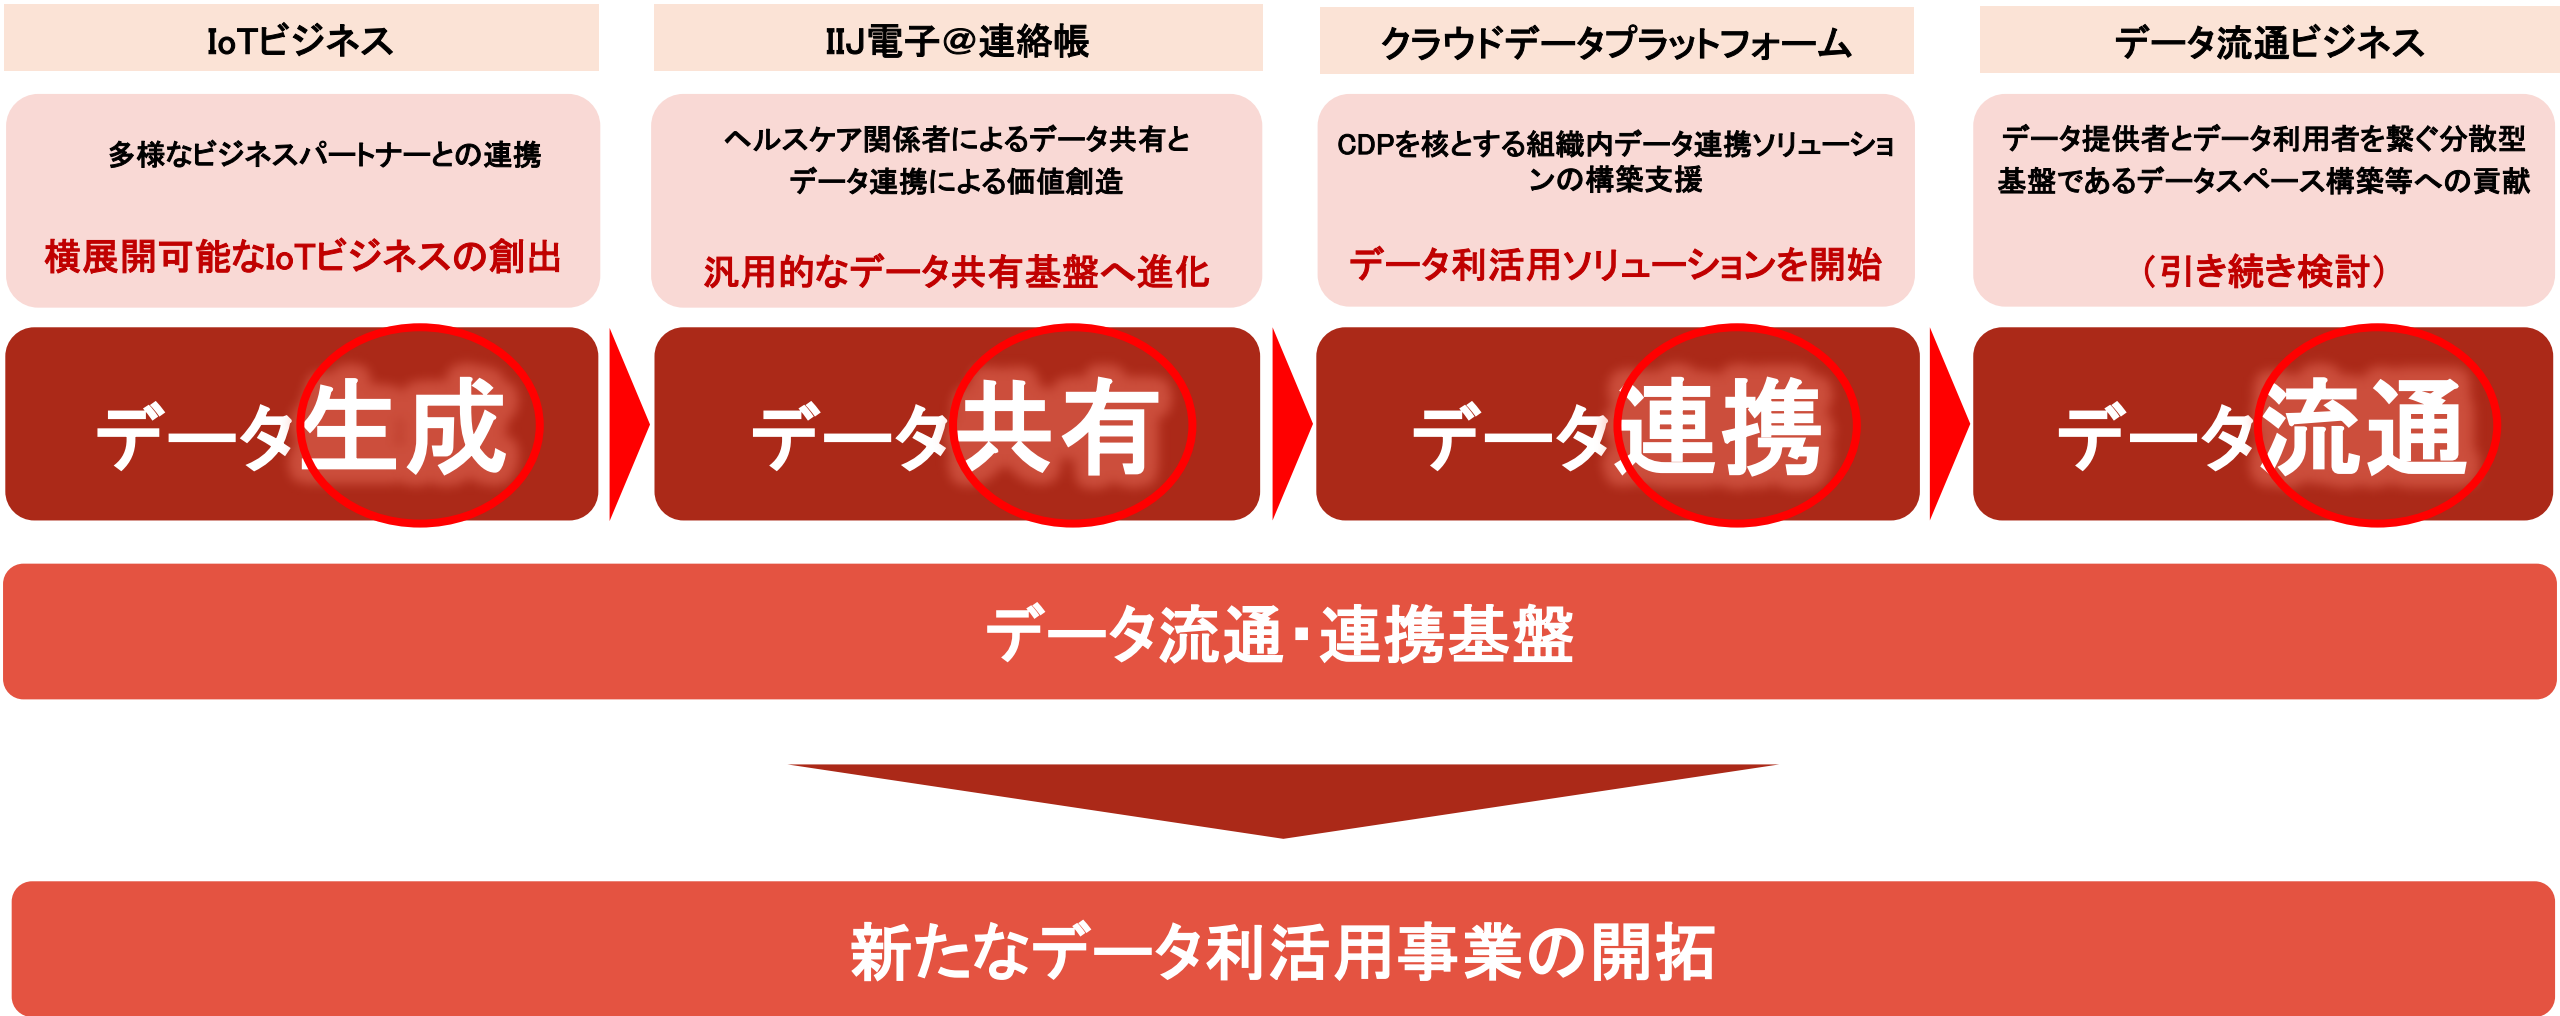 IoTビジネス
多様なビジネスパートナーとの連携
横展開可能なIoTビジネスの創出
データ生成
IIJ電子＠連絡帳
ヘルスケア関係者によるデータ共有と
データ連携による価値創造
汎用的なデータ共有基盤へ進化
データ共有
クラウドデータプラットフォーム
CDPを核とする組織内データ連携ソリューショ
ンの構築支援
データ利活用ソリューションを開始
データ連携
データ流通ビジネス
データ提供者とデータ利用者を繋ぐ分散型
基盤であるデータスペース構築等への貢献
（引き続き検討）
データ流通
データ流通・連携基盤
新たなデータ利活用事業の開拓